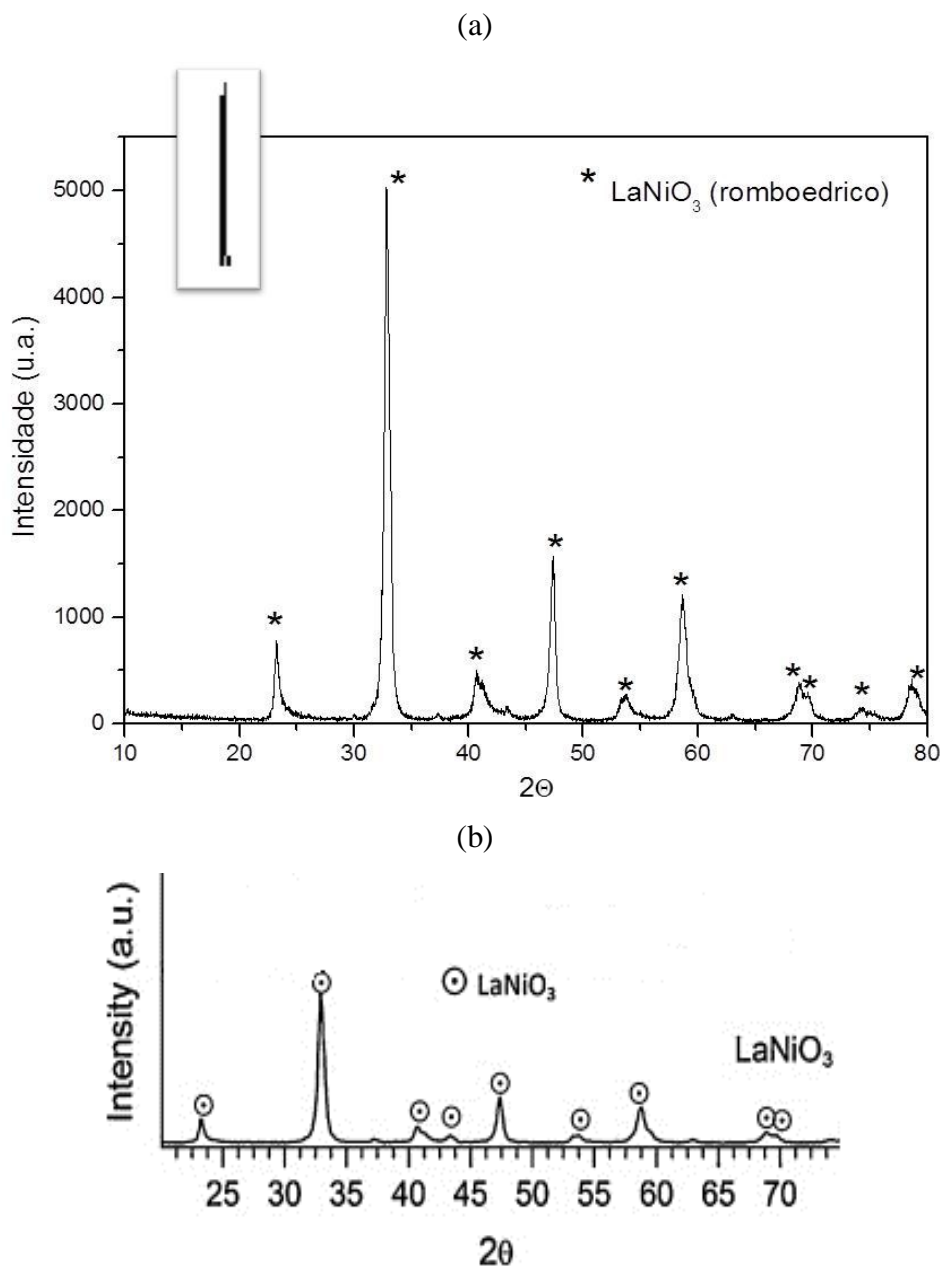 (a)
* LaNiO₃ (romboedrico)
Intensidade (u.a.)
5000
4000
3000
2000
1000
0
10 20 30 40 50 60 70 80
2Θ
(b)
Intensity (a.u.)
LaNiO₃
LaNiO₃
25 30 35 40 45 50 55 60 65 70
2θ